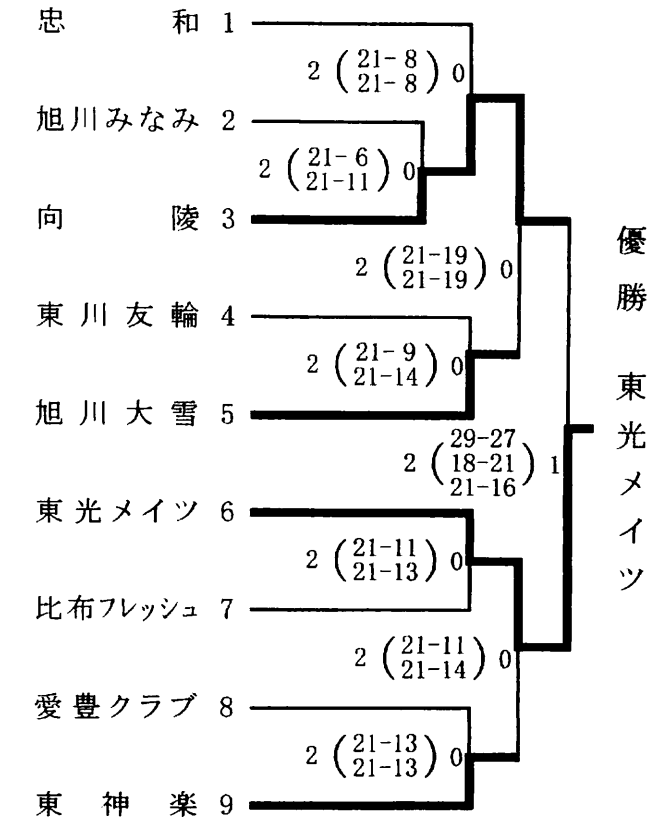 忠和 1
2 (21-8 21-8) 0
旭川みなみ 2
2 (21-6 21-11) 0
向陵 3
2 (21-19 21-19) 0
東川友輪 4
2 (21-9 21-14) 0
旭川大雪 5
2 (29-27 18-21 21-16) 1
東光メイツ 6
2 (21-11 21-13) 0
比布フレッシュ 7
2 (21-11 21-14) 0
愛豊クラブ 8
2 (21-13 21-13) 0
東神楽 9
優勝 東光メイツ